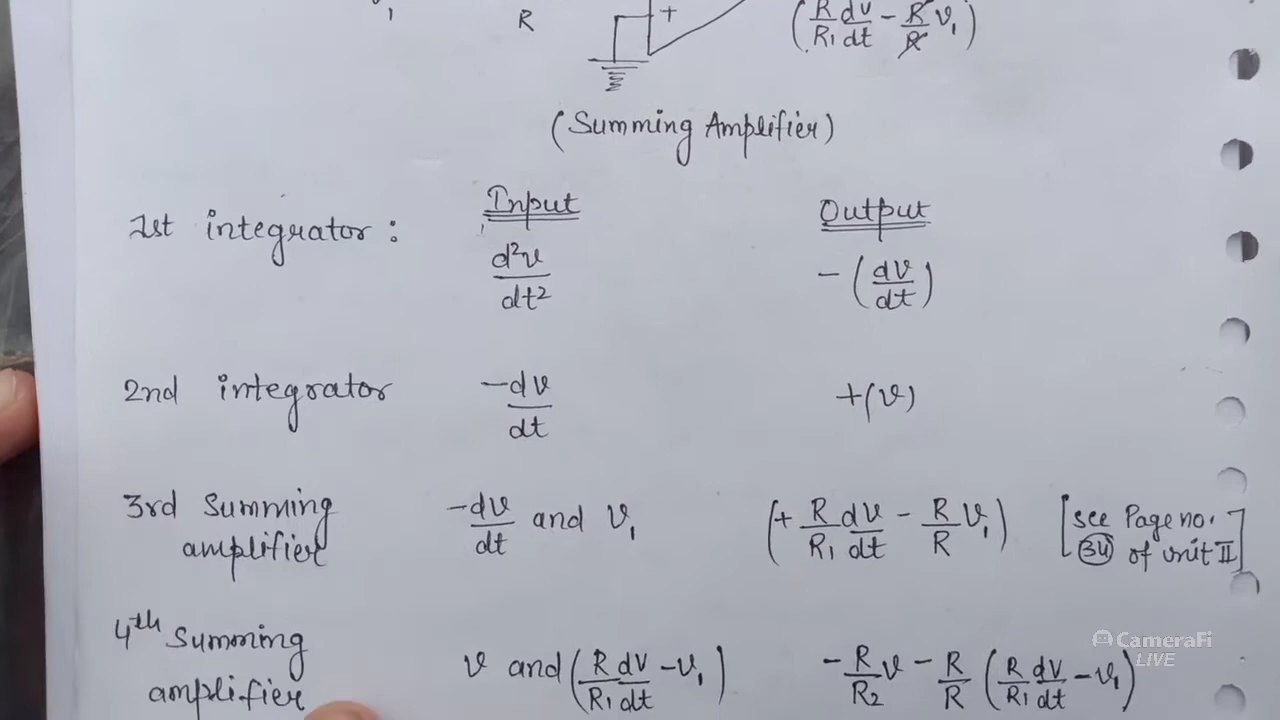 1
R
+
(R/R1 dv/dt - R/R v1)
(Summing Amplifier)
Input Output
1st integrator : d²v/dt² -(dv/dt)
2nd integrator -dv/dt +(v)
3rd Summing amplifier -dv/dt and v1 (+ R/R1 dv/dt - R/R v1) [see Page no. 34 of unit II]
4th Summing amplifier v and (R/R1 dv/dt - v1) -R/R2 v - R/R (R/R1 dv/dt - v1)
CameraFi
LIVE